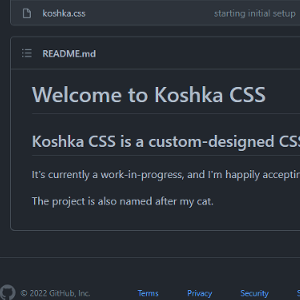 koshka.css starting initial setup
README.md
Welcome to Koshka CSS
Koshka CSS is a custom-designed CSS
It's currently a work-in-progress, and I'm happily accepting
The project is also named after my cat.
© 2022 GitHub, Inc. Terms Privacy Security